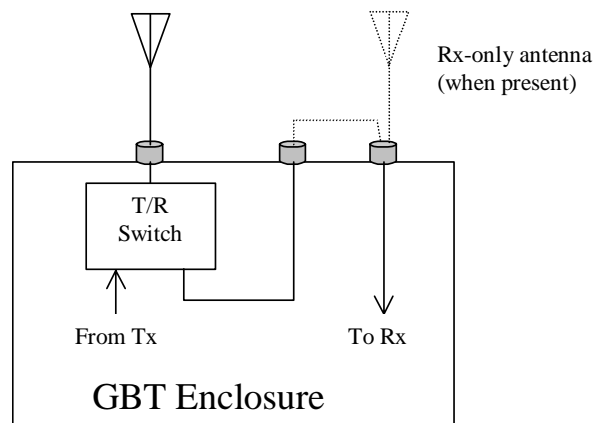 Rx-only antenna
(when present)
T/R
Switch
From Tx
To Rx
GBT Enclosure